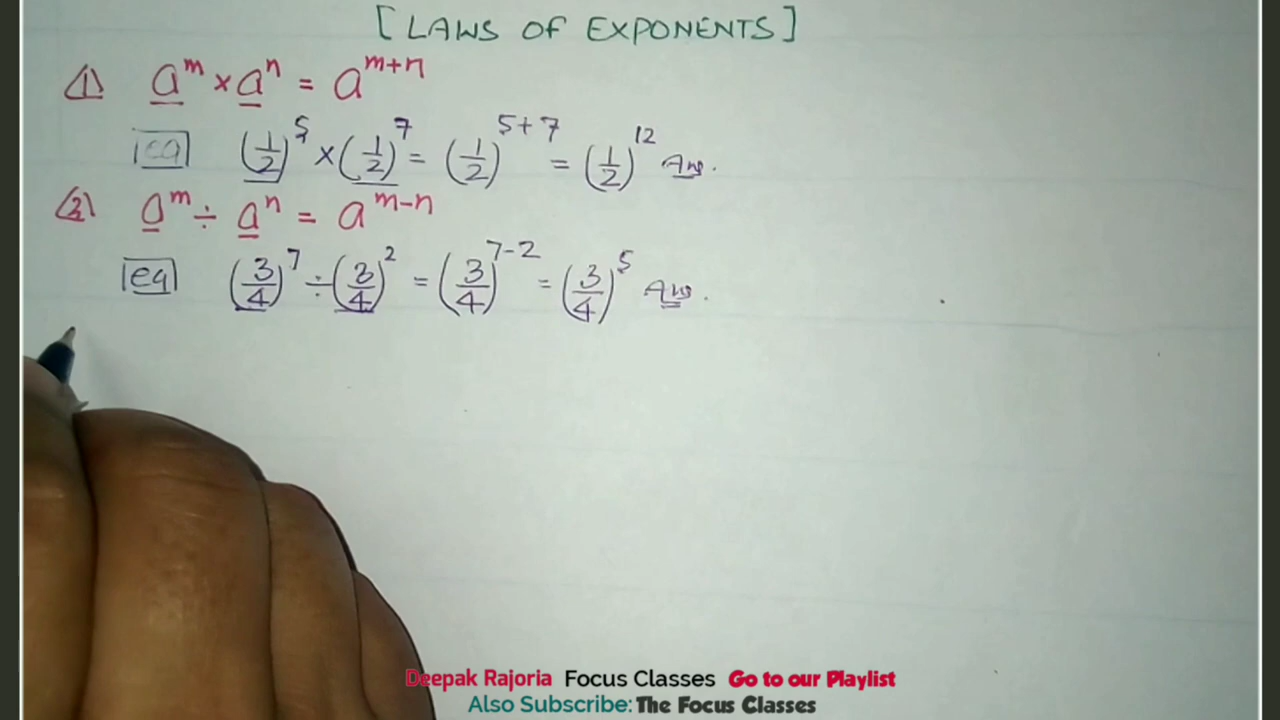 [LAWS OF EXPONENTS]
(1) a^m × a^n = a^(m+n)
eg (1/2)^5 × (1/2)^7 = (1/2)^(5+7) = (1/2)^12 Ans.
(2) a^m ÷ a^n = a^(m-n)
eg (3/4)^7 ÷ (3/4)^2 = (3/4)^(7-2) = (3/4)^5 Ans.
Deepak Rajoria Focus Classes Go to our Playlist
Also Subscribe: The Focus Classes